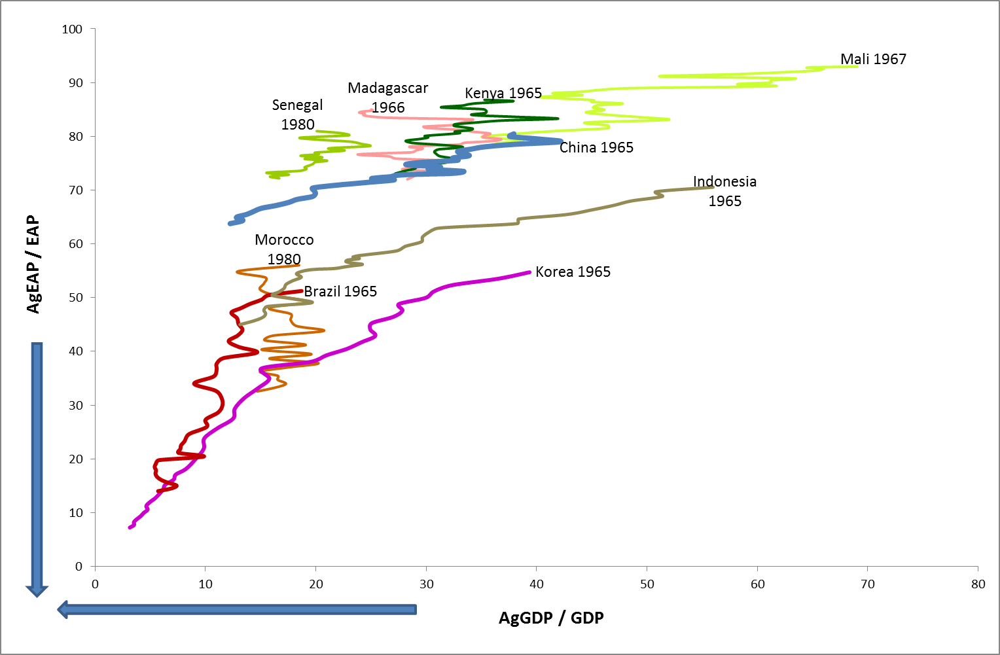 100
90
80
70
60
50
40
30
20
10
0
0 10 20 30 40 50 60 70 80
AgEAP / EAP
AgGDP / GDP
Mali 1967
Madagascar
1966
Kenya 1965
Senegal
1980
China 1965
Indonesia
1965
Morocco
1980
Korea 1965
Brazil 1965